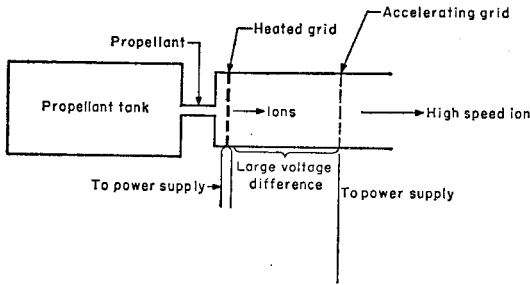 Accelerating grid
Heated grid
Propellant
Propellant tank
Ions
High speed ion
Large voltage
difference
To power supply
To power supply